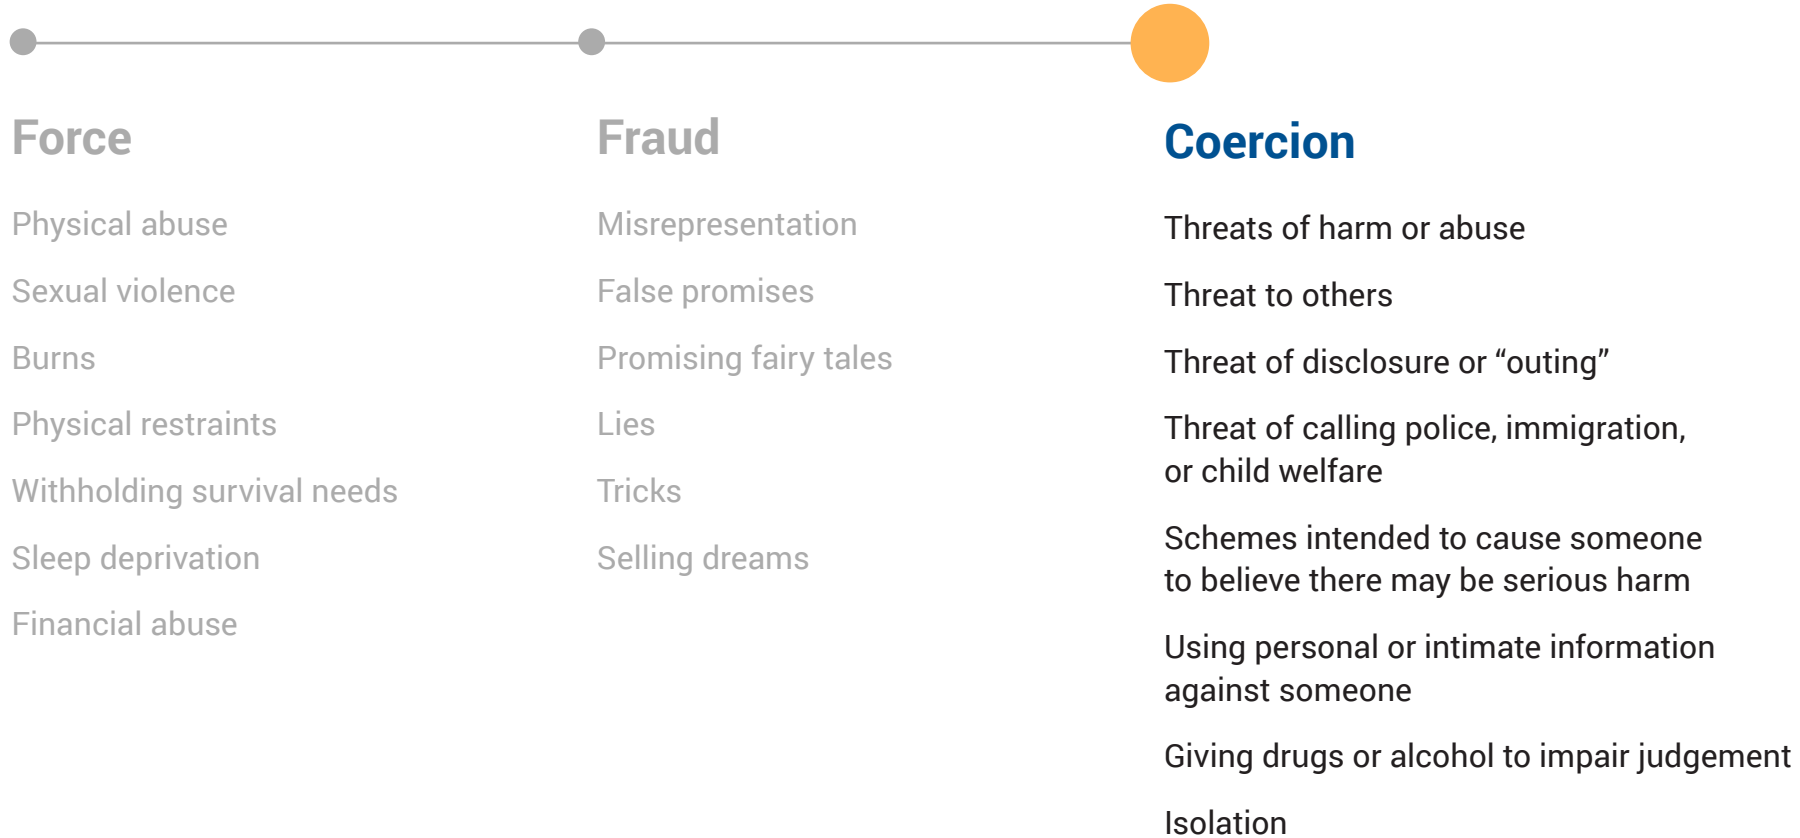 Force
Physical abuse
Sexual violence
Burns
Physical restraints
Withholding survival needs
Sleep deprivation
Financial abuse
Fraud
Misrepresentation
False promises
Promising fairy tales
Lies
Tricks
Selling dreams
Coercion
Threats of harm or abuse
Threat to others
Threat of disclosure or “outing”
Threat of calling police, immigration,
or child welfare
Schemes intended to cause someone
to believe there may be serious harm
Using personal or intimate information
against someone
Giving drugs or alcohol to impair judgement
Isolation